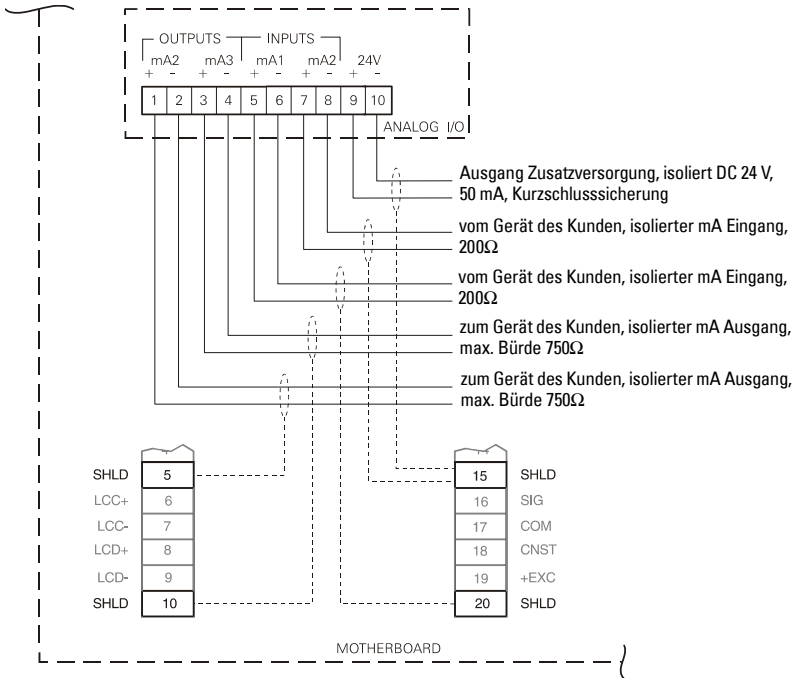 OUTPUTS INPUTS
mA2 mA3 mA1 mA2 24V
+ - + - + - + - + -
1 2 3 4 5 6 7 8 9 10
ANALOG I/O
Ausgang Zusatzversorgung, isoliert DC 24 V,
50 mA, Kurzschlusssicherung
vom Gerät des Kunden, isolierter mA Eingang,
200Ω
vom Gerät des Kunden, isolierter mA Eingang,
200Ω
zum Gerät des Kunden, isolierter mA Ausgang,
max. Bürde 750Ω
zum Gerät des Kunden, isolierter mA Ausgang,
max. Bürde 750Ω
SHLD 5
LCC+ 6
LCC- 7
LCD+ 8
LCD- 9
SHLD 10
15 SHLD
16 SIG
17 COM
18 CNST
19 +EXC
20 SHLD
MOTHERBOARD